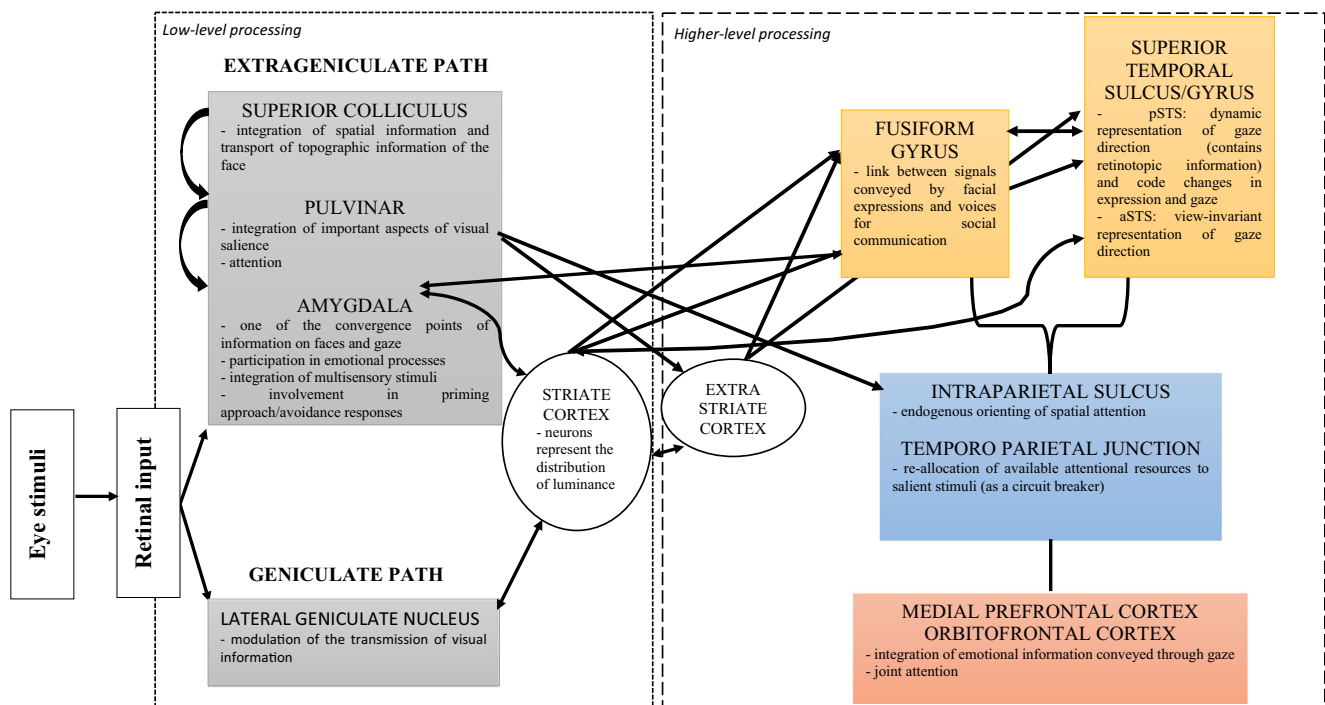 Low-level processing
EXTRAGENICULATE PATH
SUPERIOR COLLICULUS
- integration of spatial information and
transport of topographic information of the
face
PULVINAR
- integration of important aspects of visual
salience
- attention
AMYGDALA
- one of the convergence points of
information on faces and gaze
- participation in emotional processes
- integration of multisensory stimuli
- involvement in priming
approach/avoidance responses
Eye stimuli
Retinal input
GENICULATE PATH
LATERAL GENICULATE NUCLEUS
- modulation of the transmission of visual
information
STRIATE
CORTEX
- neurons
represent the
distribution
of luminance
Higher-level processing
EXTRA
STRIATE
CORTEX
FUSIFORM
GYRUS
- link between signals
conveyed by facial
expressions and voices
for social
communication
SUPERIOR
TEMPORAL
SULCUS/GYRUS
- pSTS: dynamic
representation of gaze
direction (contains
retinotopic information)
and code changes in
expression and gaze
- aSTS: view-invariant
representation of gaze
direction
INTRAPARIETAL SULCUS
- endogenous orienting of spatial attention
TEMPORO PARIETAL JUNCTION
- re-allocation of available attentional resources to
salient stimuli (as a circuit breaker)
MEDIAL PREFRONTAL CORTEX
ORBITOFRONTAL CORTEX
- integration of emotional information conveyed through gaze
- joint attention